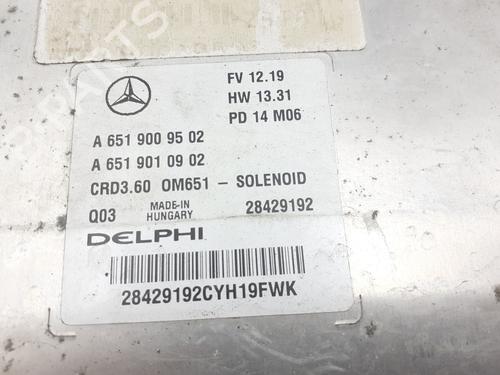 FV 12.19
HW 13.31
PD 14 M06
A 651 900 95 02
A 651 901 09 02
CRD3.60 OM651 – SOLENOID
Q03 MADE-IN HUNGARY 28429192
DELPHI
28429192CYH19FWK